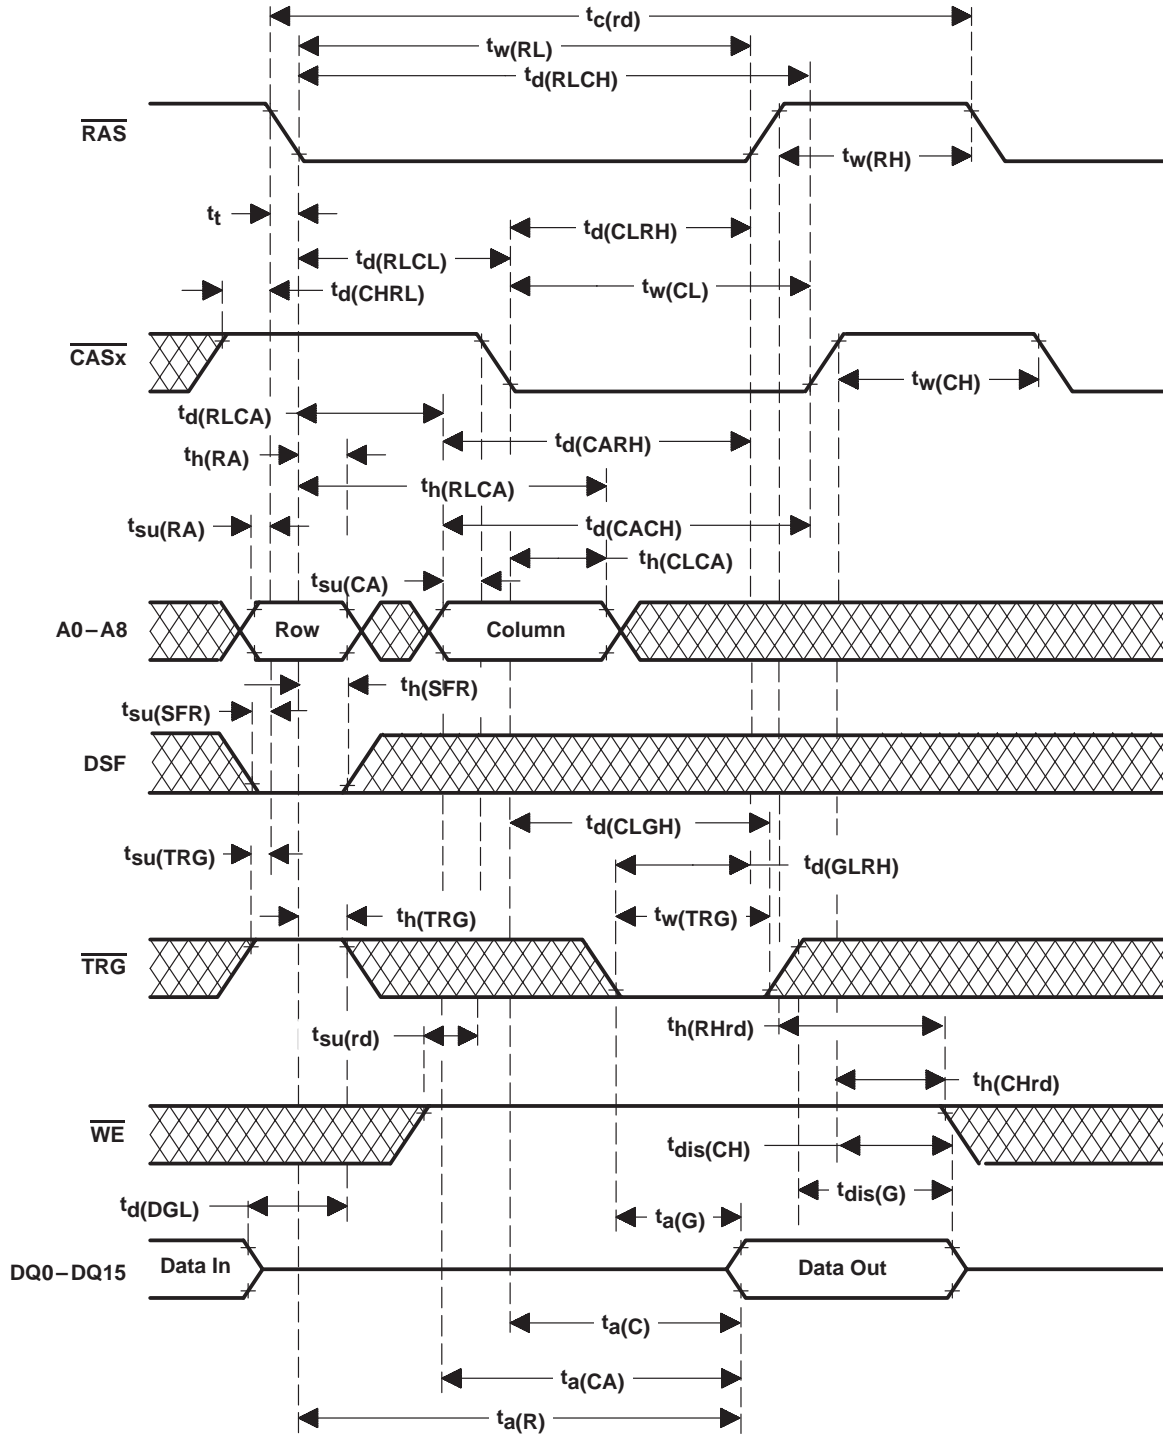 tc(rd)
tw(RL)
td(RLCH)
RAS
tw(RH)
tt
td(CLRH)
td(RLCL)
td(CHRL)
tw(CL)
CASx
tw(CH)
td(RLCA)
td(CARH)
th(RA)
th(RLCA)
tsu(RA)
td(CACH)
th(CLCA)
tsu(CA)
A0–A8
Row
Column
th(SFR)
tsu(SFR)
DSF
td(CLGH)
tsu(TRG)
td(GLRH)
th(TRG)
tw(TRG)
TRG
tsu(rd)
th(RHrd)
th(CHrd)
WE
tdis(CH)
tdis(G)
td(DGL)
ta(G)
DQ0–DQ15
Data In
Data Out
ta(C)
ta(CA)
ta(R)